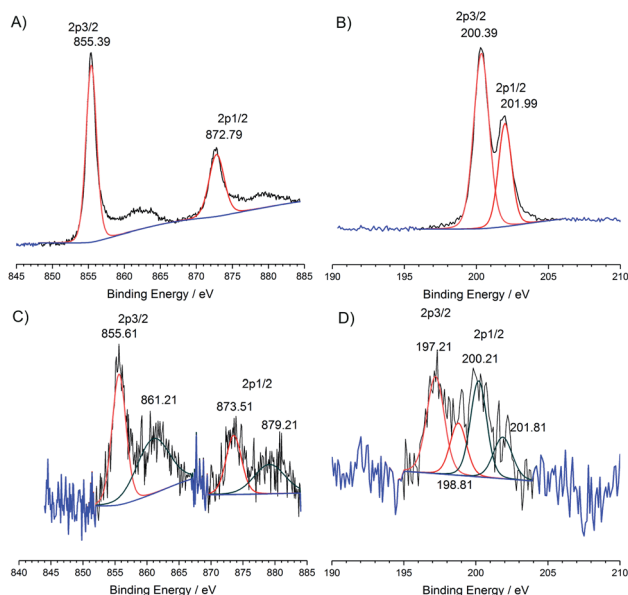 A)
2p3/2
855.39
2p1/2
872.79
845 850 855 860 865 870 875 880 885
Binding Energy / eV
B)
2p3/2
200.39
2p1/2
201.99
190 195 200 205 210
Binding Energy / eV
C)
2p3/2
855.61
861.21
2p1/2
873.51
879.21
840 845 850 855 860 865 870 875 880 885
Binding Energy / eV
D)
2p3/2
197.21
2p1/2
200.21
201.81
198.81
190 195 200 205 210
Binding Energy / eV